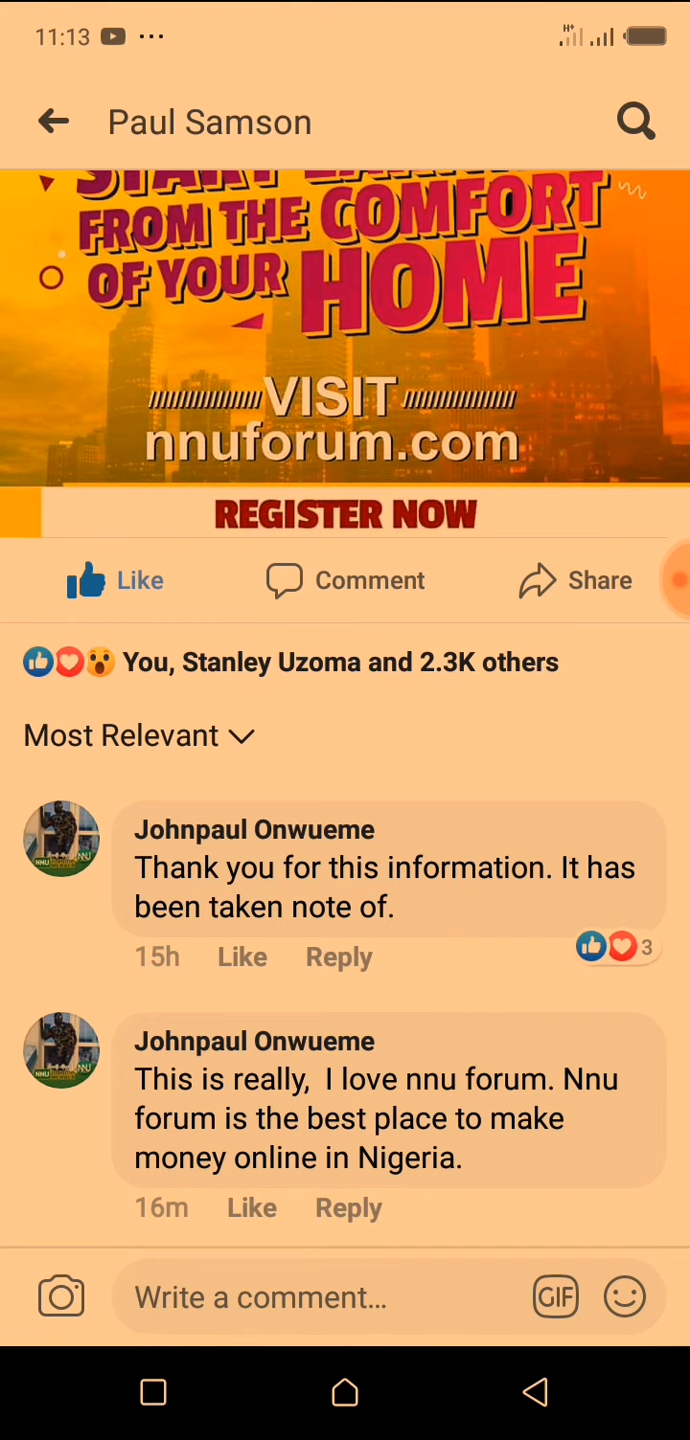 11:13
H+
Paul Samson
FROM THE COMFORT
OF YOUR HOME
VISIT
nnuforum.com
REGISTER NOW
Like
Comment
Share
You, Stanley Uzoma and 2.3K others
Most Relevant
Johnpaul Onwueme
Thank you for this information. It has
been taken note of.
15h Like Reply
3
Johnpaul Onwueme
This is really,  I love nnu forum. Nnu
forum is the best place to make
money online in Nigeria.
16m Like Reply
Write a comment...
GIF